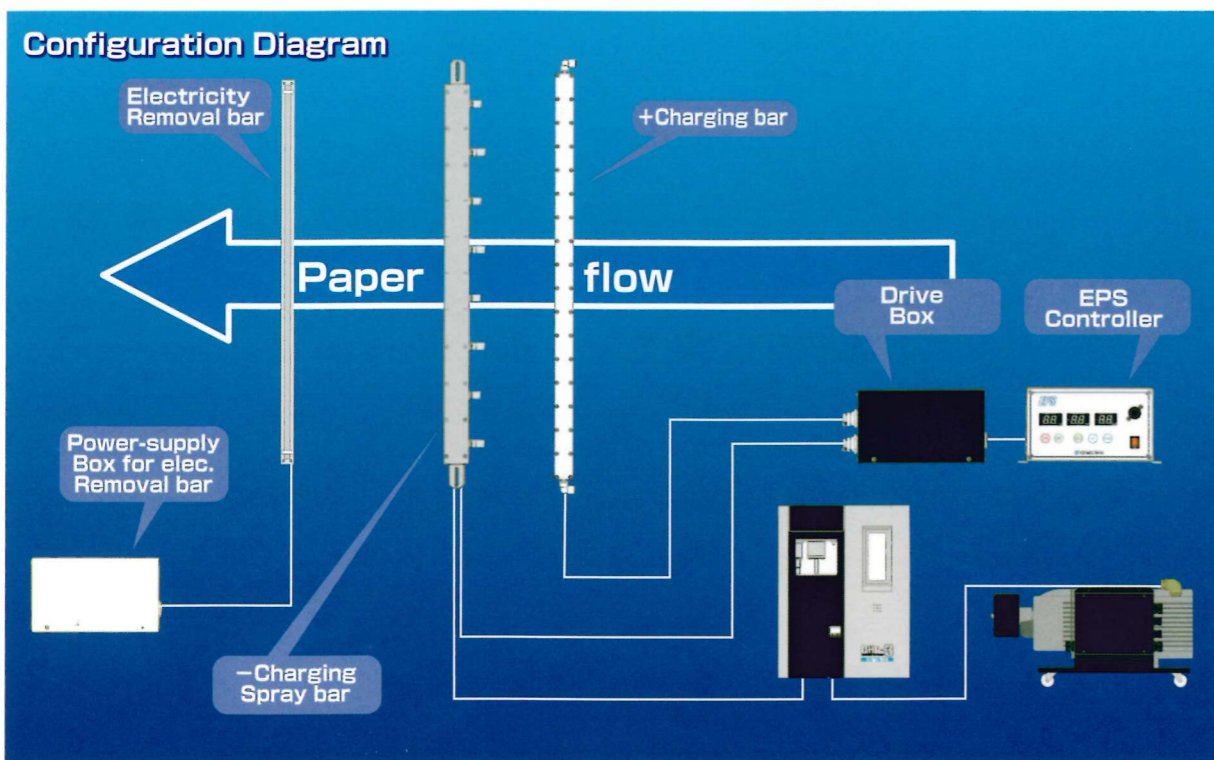 Configuration Diagram
Electricity
Removal bar
+Charging bar
Paper flow
Drive
Box
EPS
Controller
EPS
Power-supply
Box for elec.
Removal bar
−Charging
Spray bar